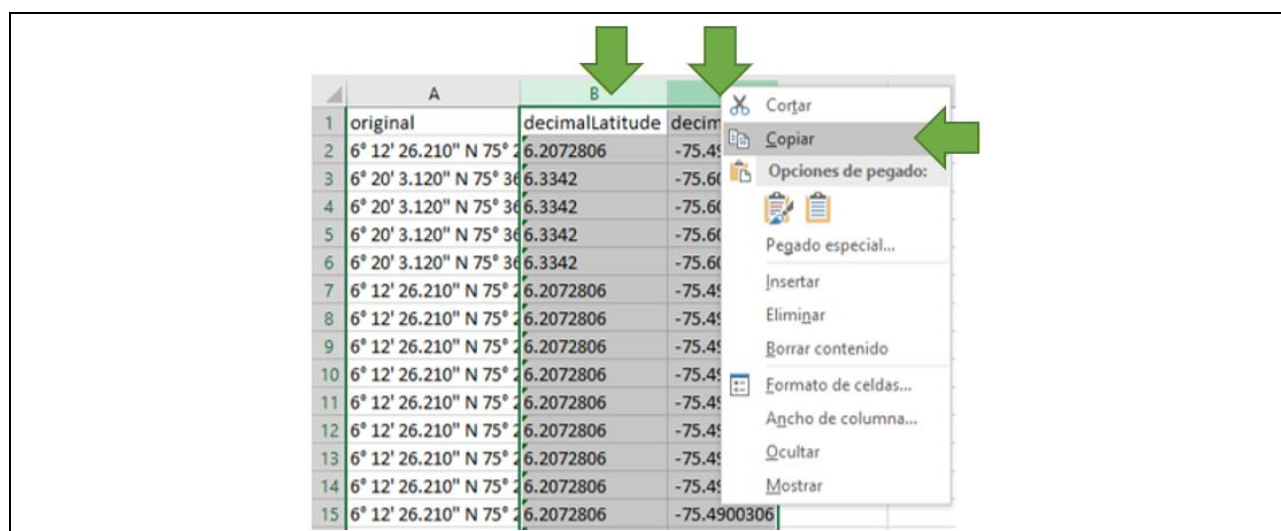 A B
1 original decimalLatitude decim
2 6° 12' 26.210" N 75° 2 6.2072806 -75.49
3 6° 20' 3.120" N 75° 36 6.3342 -75.60
4 6° 20' 3.120" N 75° 36 6.3342 -75.60
5 6° 20' 3.120" N 75° 36 6.3342 -75.60
6 6° 20' 3.120" N 75° 36 6.3342 -75.60
7 6° 12' 26.210" N 75° 2 6.2072806 -75.49
8 6° 12' 26.210" N 75° 2 6.2072806 -75.49
9 6° 12' 26.210" N 75° 2 6.2072806 -75.49
10 6° 12' 26.210" N 75° 2 6.2072806 -75.49
11 6° 12' 26.210" N 75° 2 6.2072806 -75.49
12 6° 12' 26.210" N 75° 2 6.2072806 -75.49
13 6° 12' 26.210" N 75° 2 6.2072806 -75.49
14 6° 12' 26.210" N 75° 2 6.2072806 -75.49
15 6° 12' 26.210" N 75° 2 6.2072806 -75.4900306
Cortar
Copiar
Opciones de pegado:
Pegado especial...
Insertar
Eliminar
Borrar contenido
Formato de celdas...
Ancho de columna...
Ocultar
Mostrar